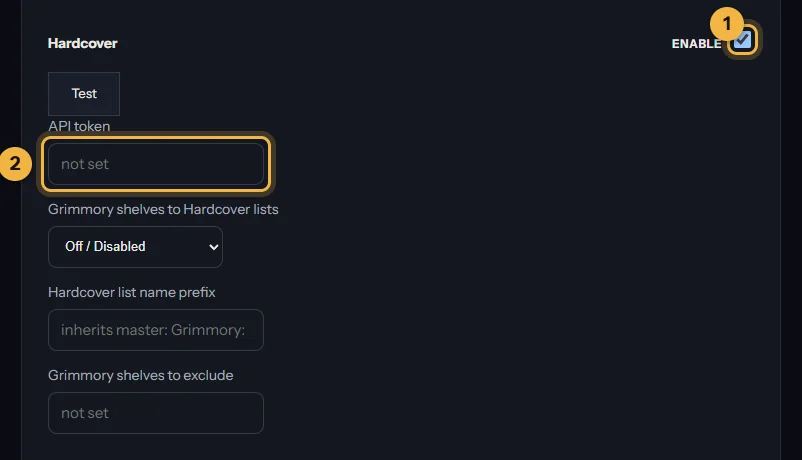 Hardcover
ENABLE
1
Test
API token
2
not set
Grimmory shelves to Hardcover lists
Off / Disabled
Hardcover list name prefix
inherits master: Grimmory:
Grimmory shelves to exclude
not set